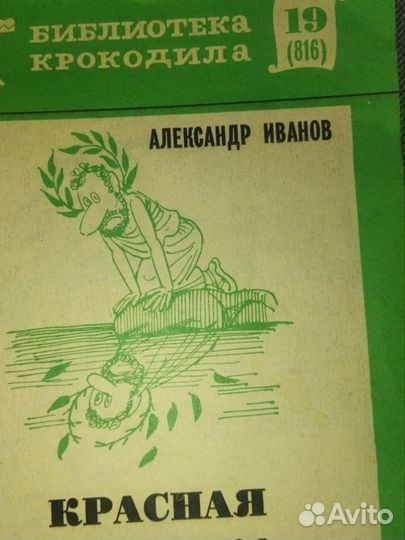 БИБЛИОТЕКА
КРОКОДИЛА
19
(816)
АЛЕКСАНДР ИВАНОВ
КРАСНАЯ
Avito